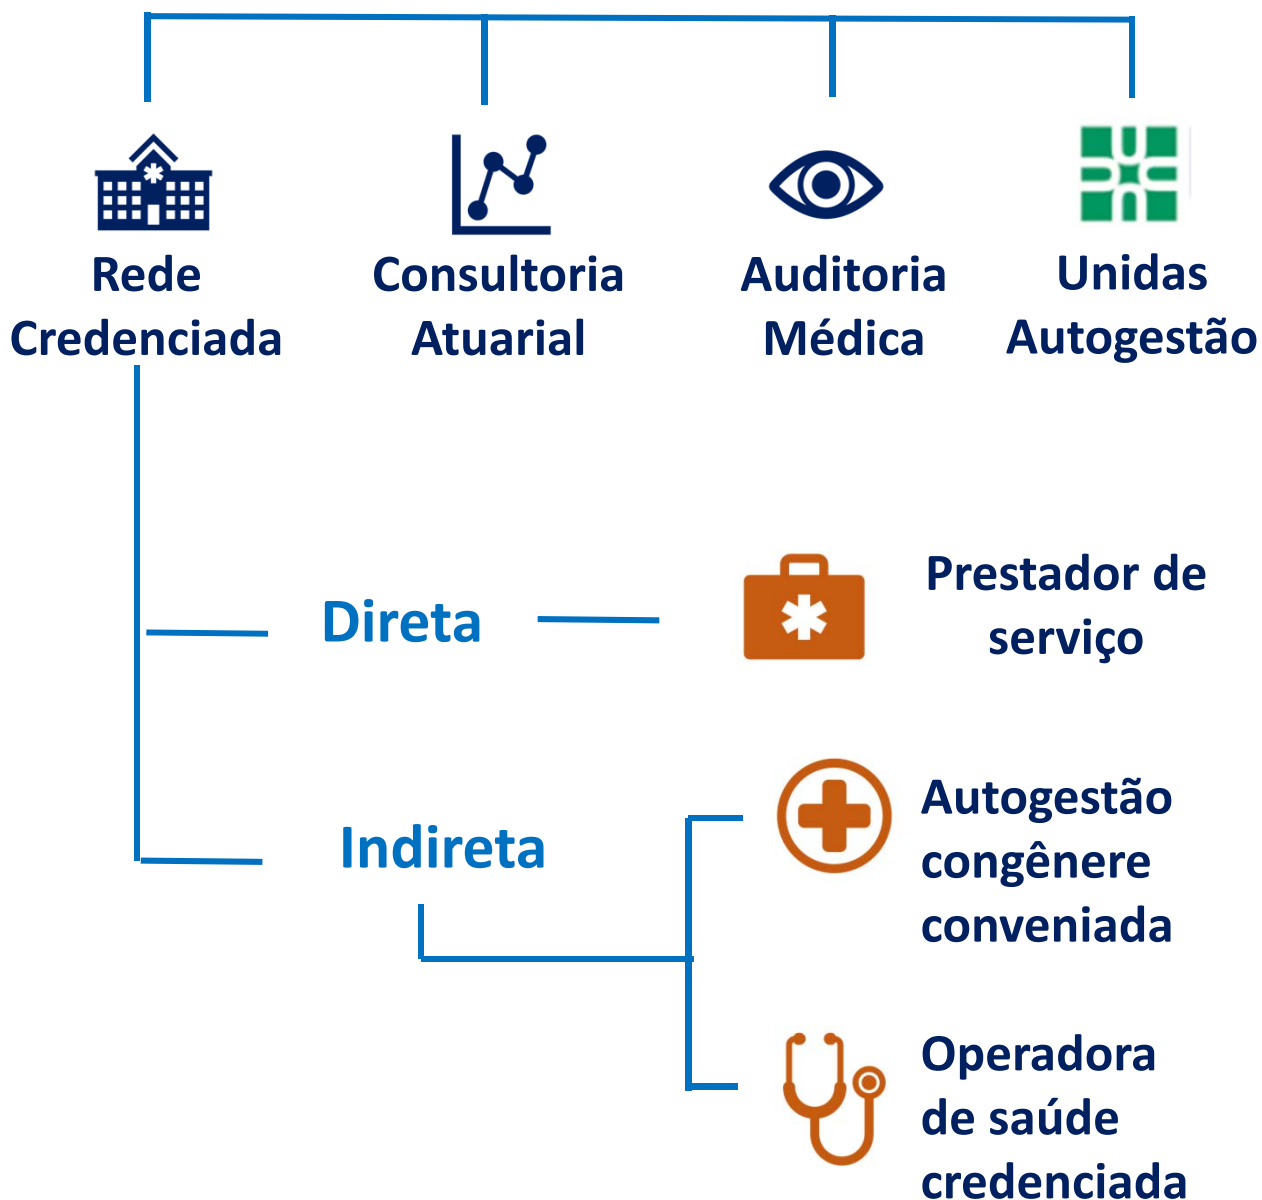 Rede
Credenciada
Consultoria
Atuarial
Auditoria
Médica
Unidas
Autogestão
Direta
Prestador de
serviço
Indireta
Autogestão
congênere
conveniada
Operadora
de saúde
credenciada